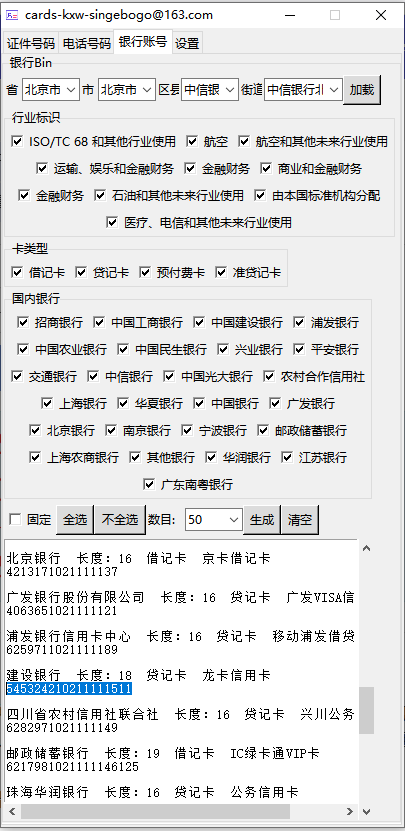 cards-kxw-singebogo@163.com
证件号码 电话号码 银行账号 设置
银行Bin
省 北京市 市 北京市 区县 中信银 街道 中信银行北 加载
行业标识
ISO/TC 68 和其他行业使用 航空 航空和其他未来行业使用
运输、娱乐和金融财务 金融财务 商业和金融财务
金融财务 石油和其他未来行业使用 由本国标准机构分配
医疗、电信和其他未来行业使用
卡类型
借记卡 贷记卡 预付费卡 准贷记卡
国内银行
招商银行 中国工商银行 中国建设银行 浦发银行
中国农业银行 中国民生银行 兴业银行 平安银行
交通银行 中信银行 中国光大银行 农村合作信用社
上海银行 华夏银行 中国银行 广发银行
北京银行 南京银行 宁波银行 邮政储蓄银行
上海农商银行 其他银行 华润银行 江苏银行
广东南粤银行
固定 全选 不全选 数目: 50 生成 清空
北京银行 长度:16 借记卡 京卡借记卡
4213171021111137
广发银行股份有限公司 长度:16 贷记卡 广发VISA信
4063651021111121
浦发银行信用卡中心 长度:16 贷记卡 移动浦发借贷
6259711021111189
建设银行 长度:18 贷记卡 龙卡信用卡
545324210211111511
四川省农村信用社联合社 长度:16 贷记卡 兴川公务
6282971021111149
邮政储蓄银行 长度:19 借记卡 IC绿卡通VIP卡
6217981021111146125
珠海华润银行 长度:16 贷记卡 公务信用卡